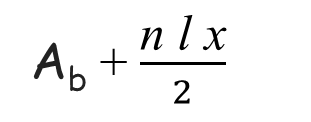 A_b + \frac{n l x}{2}